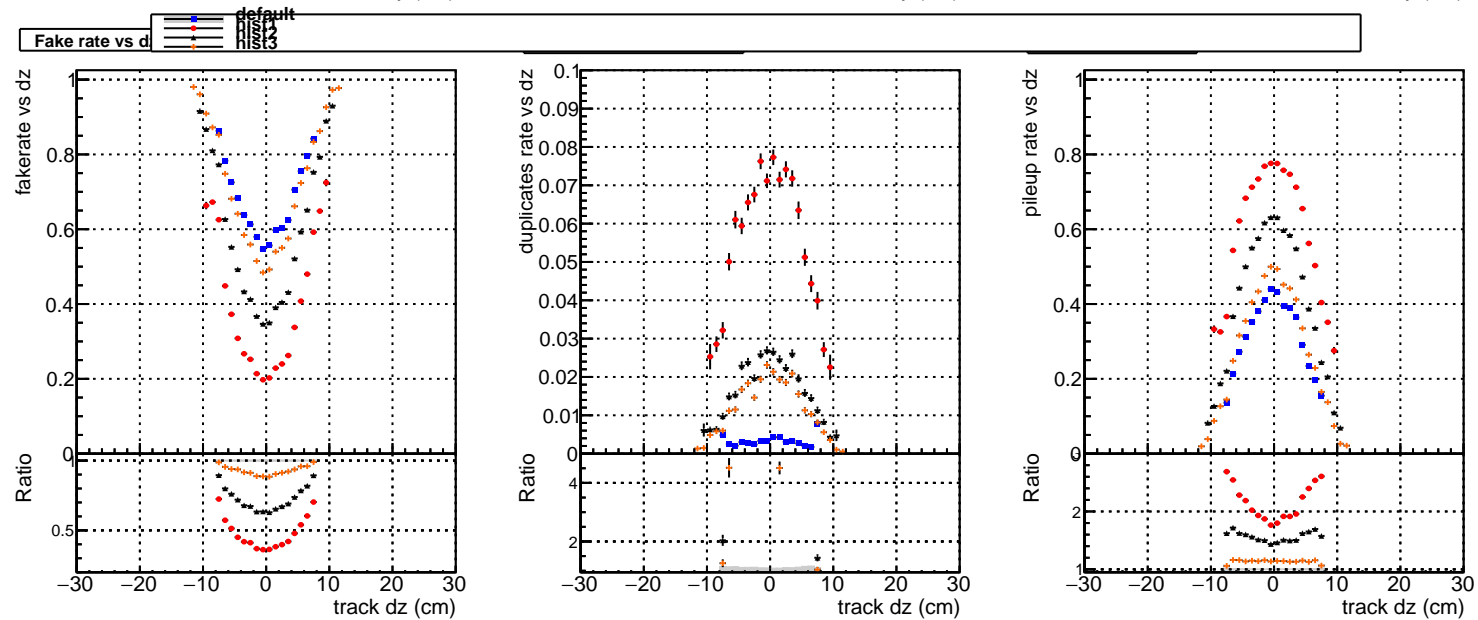 default
hist1
hist2
hist3
Fake rate vs dz
fakerate vs dz
1
0.8
0.6
0.4
0.2
0
Ratio
1
0.5
−20 −10 0 10 20 30
track dz (cm)
duplicates rate vs dz
0.1
0.09
0.08
0.07
0.06
0.05
0.04
0.03
0.02
0.01
0
Ratio
4
2
−30 −20 −10 0 10 20 30
track dz (cm)
pileup rate vs dz
1
0.8
0.6
0.4
0.2
0
Ratio
2
1
−30 −20 −10 0 10 20 30
track dz (cm)